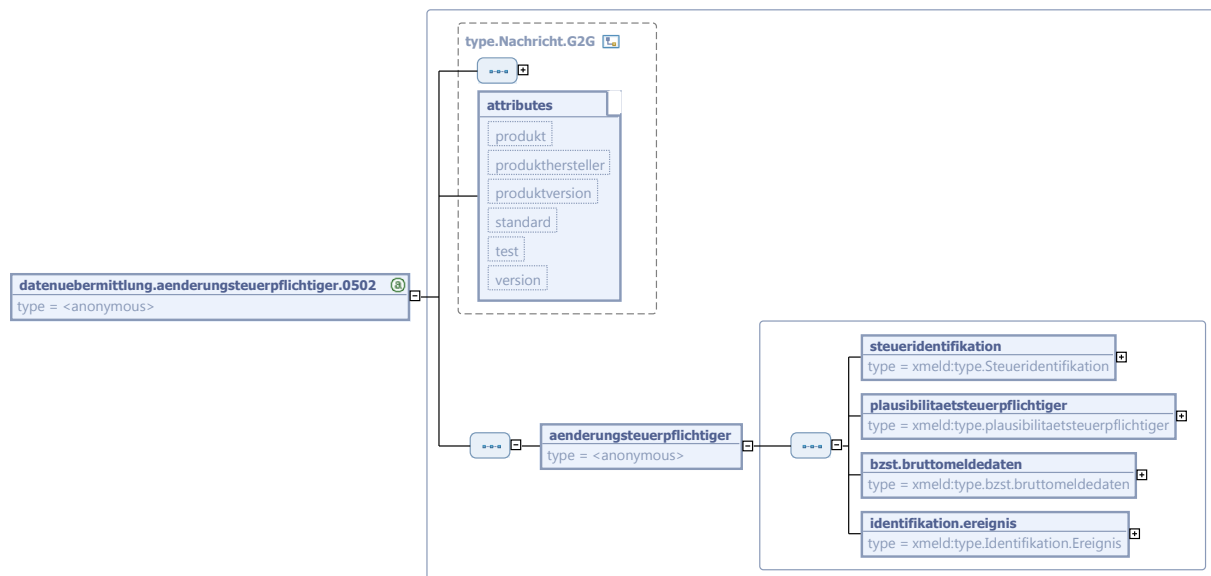 type.Nachricht.G2G
attributes
produkt
produkthersteller
produktversion
standard
test
version
datenuebermittlung.aenderungsteuerpflichtiger.0502
type = <anonymous>
aenderungsteuerpflichtiger
type = <anonymous>
steueridentifikation
type = xmeld:type.Steueridentifikation
plausibilitaetsteuerpflichtiger
type = xmeld:type.plausibilitaetsteuerpflichtiger
bzst.bruttomeldedaten
type = xmeld:type.bzst.bruttomeldedaten
identifikation.ereignis
type = xmeld:type.Identifikation.Ereignis